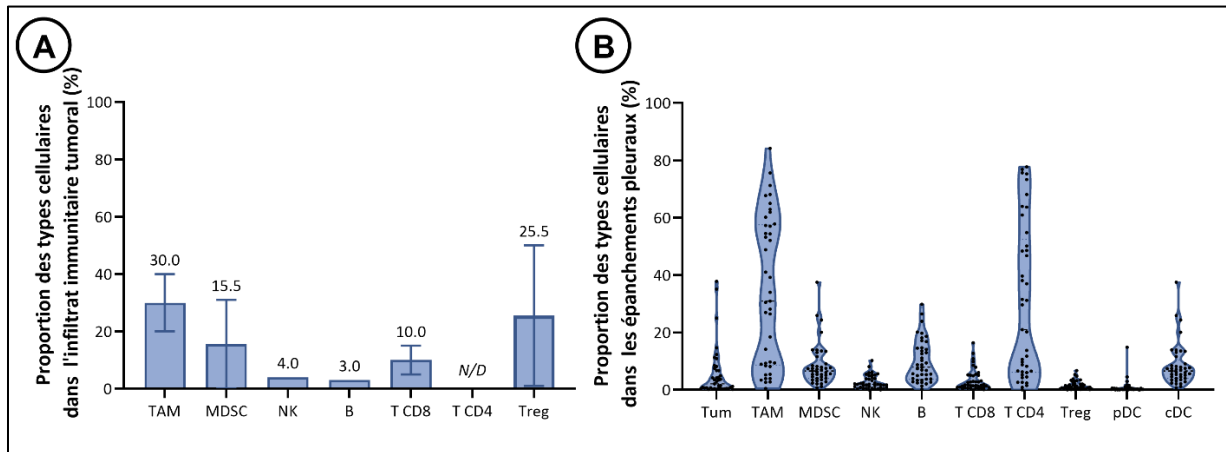 A
Proportion des types cellulaires
dans l'infiltrat immunitaire tumoral (%)
100
80
60
40
20
0
30.0
15.5
4.0
3.0
10.0
N/D
25.5
TAM MDSC NK B T CD8 T CD4 Treg
B
Proportion des types cellulaires
dans les épanchements pleuraux (%)
100
80
60
40
20
0
Tum TAM MDSC NK B T CD8 T CD4 Treg pDC cDC